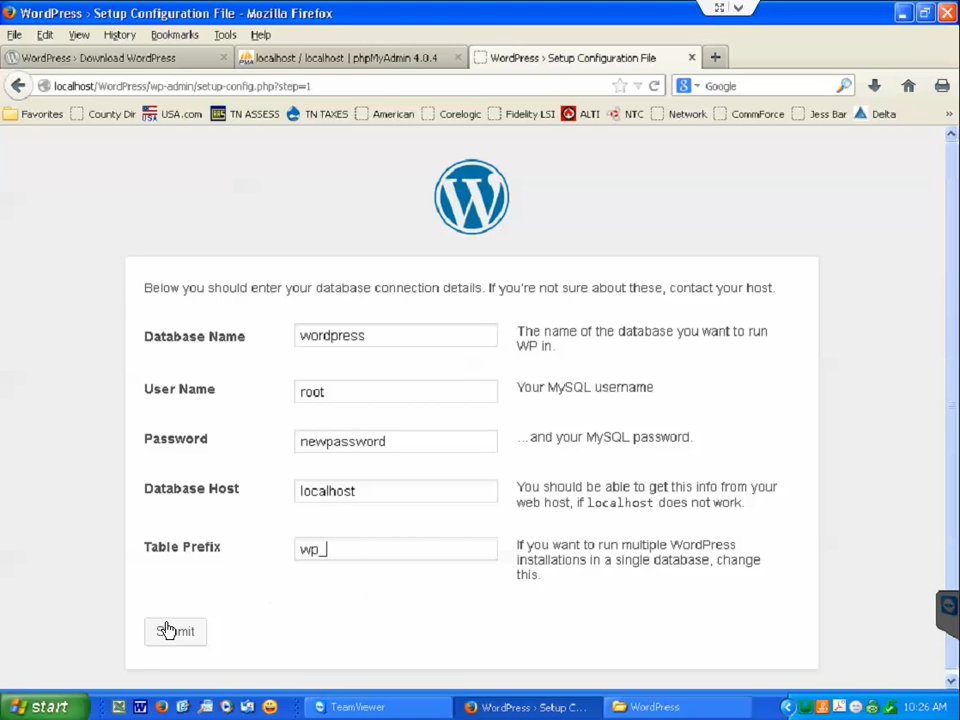 WordPress › Setup Configuration File - Mozilla Firefox
File Edit View History Bookmarks Tools Help
WordPress › Download WordPress
localhost / localhost | phpMyAdmin 4.0.4
WordPress › Setup Configuration File
localhost/WordPress/wp-admin/setup-config.php?step=1
Google
Favorites County Dir USA.com TN ASSESS TN TAXES American Corelogic Fidelity LSI ALTI NTC Network CommForce Jess Bar Delta
W
Below you should enter your database connection details. If you're not sure about these, contact your host.
Database Name
wordpress
The name of the database you want to run
WP in.
User Name
root
Your MySQL username
Password
newpassword
...and your MySQL password.
Database Host
localhost
You should be able to get this info from your
web host, if localhost does not work.
Table Prefix
wp_
If you want to run multiple WordPress
installations in a single database, change
this.
Submit
start
TeamViewer
WordPress › Setup C...
WordPress
10:26 AM